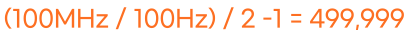 (100MHz / 100Hz) / 2 -1 = 499,999